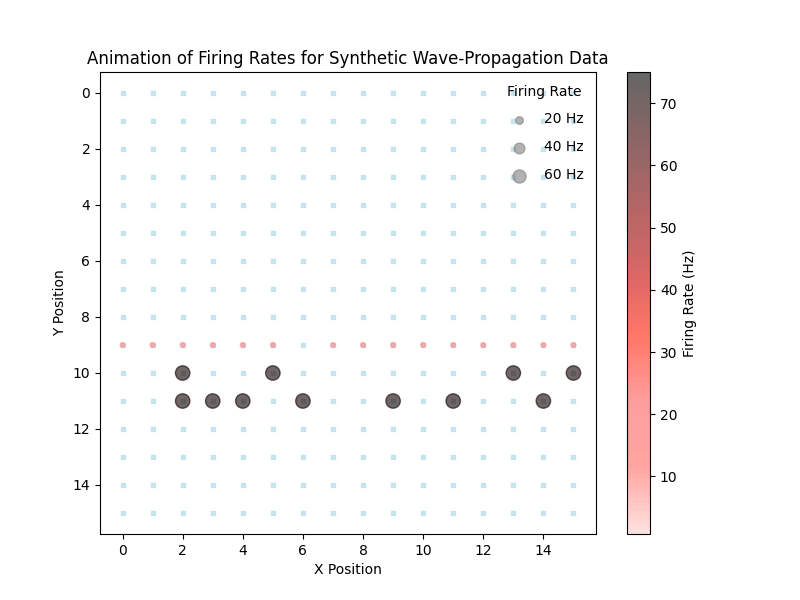 Animation of Firing Rates for Synthetic Wave-Propagation Data
Firing Rate
20 Hz
40 Hz
60 Hz
0
2
4
6
8
10
12
14
Y Position
0
2
4
6
8
10
12
14
X Position
70
60
50
40
30
20
10
Firing Rate (Hz)